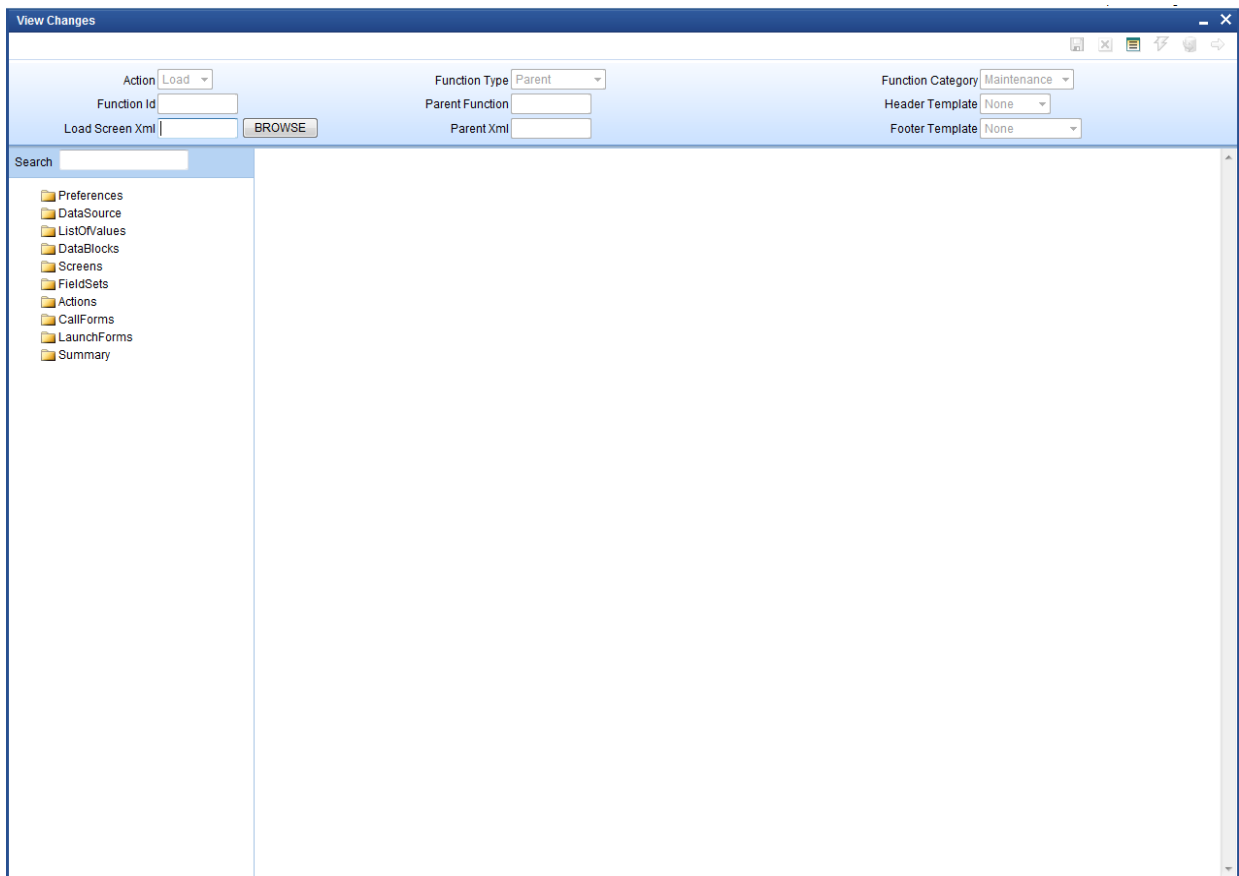 View Changes
Action Load Function Type Parent Function Category Maintenance
Function Id Parent Function Header Template None
Load Screen Xml BROWSE Parent Xml Footer Template None
Search
Preferences
DataSource
ListOfValues
DataBlocks
Screens
FieldSets
Actions
CallForms
LaunchForms
Summary